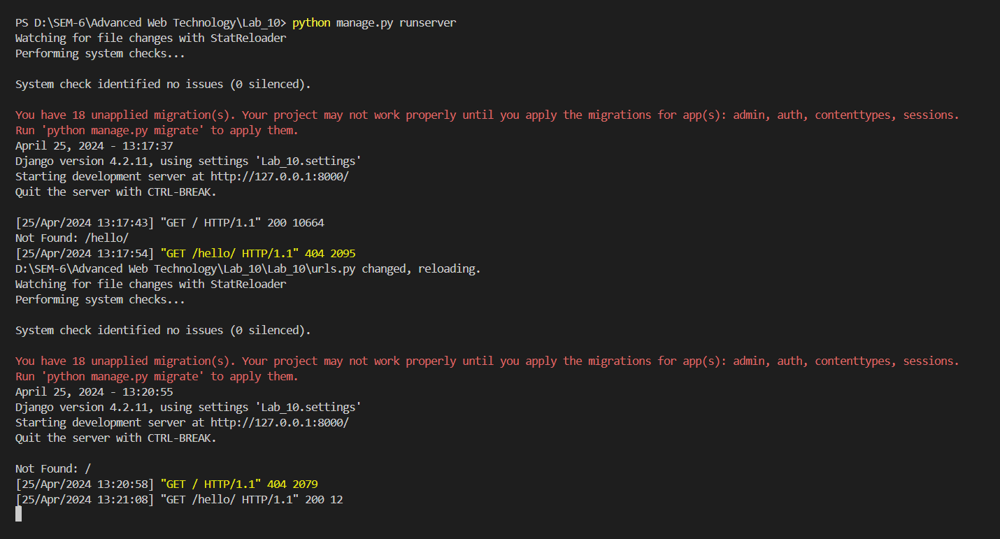 PS D:\SEM-6\Advanced Web Technology\Lab_10> python manage.py runserver
Watching for file changes with StatReloader
Performing system checks...
System check identified no issues (0 silenced).
You have 18 unapplied migration(s). Your project may not work properly until you apply the migrations for app(s): admin, auth, contenttypes, sessions.
Run 'python manage.py migrate' to apply them.
April 25, 2024 - 13:17:37
Django version 4.2.11, using settings 'Lab_10.settings'
Starting development server at http://127.0.0.1:8000/
Quit the server with CTRL-BREAK.
[25/Apr/2024 13:17:43] "GET / HTTP/1.1" 200 10664
Not Found: /hello/
[25/Apr/2024 13:17:54] "GET /hello/ HTTP/1.1" 404 2095
D:\SEM-6\Advanced Web Technology\Lab_10\Lab_10\urls.py changed, reloading.
Watching for file changes with StatReloader
Performing system checks...
System check identified no issues (0 silenced).
You have 18 unapplied migration(s). Your project may not work properly until you apply the migrations for app(s): admin, auth, contenttypes, sessions.
Run 'python manage.py migrate' to apply them.
April 25, 2024 - 13:20:55
Django version 4.2.11, using settings 'Lab_10.settings'
Starting development server at http://127.0.0.1:8000/
Quit the server with CTRL-BREAK.
Not Found: /
[25/Apr/2024 13:20:58] "GET / HTTP/1.1" 404 2079
[25/Apr/2024 13:21:08] "GET /hello/ HTTP/1.1" 200 12